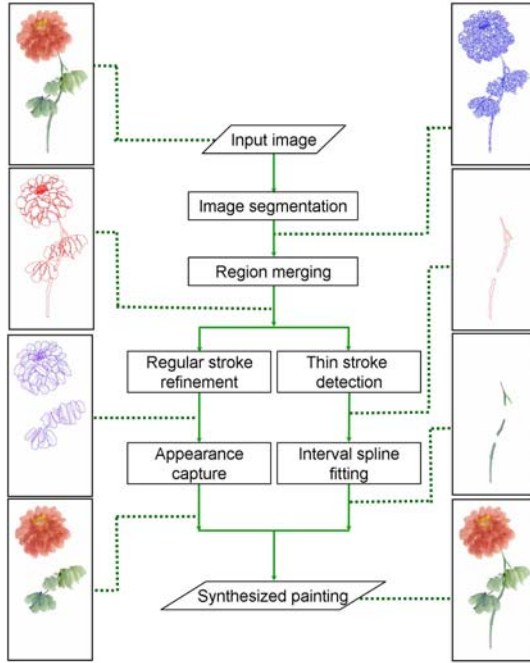 Input image
Image segmentation
Region merging
Regular stroke
refinement
Thin stroke
detection
Appearance
capture
Interval spline
fitting
Synthesized painting